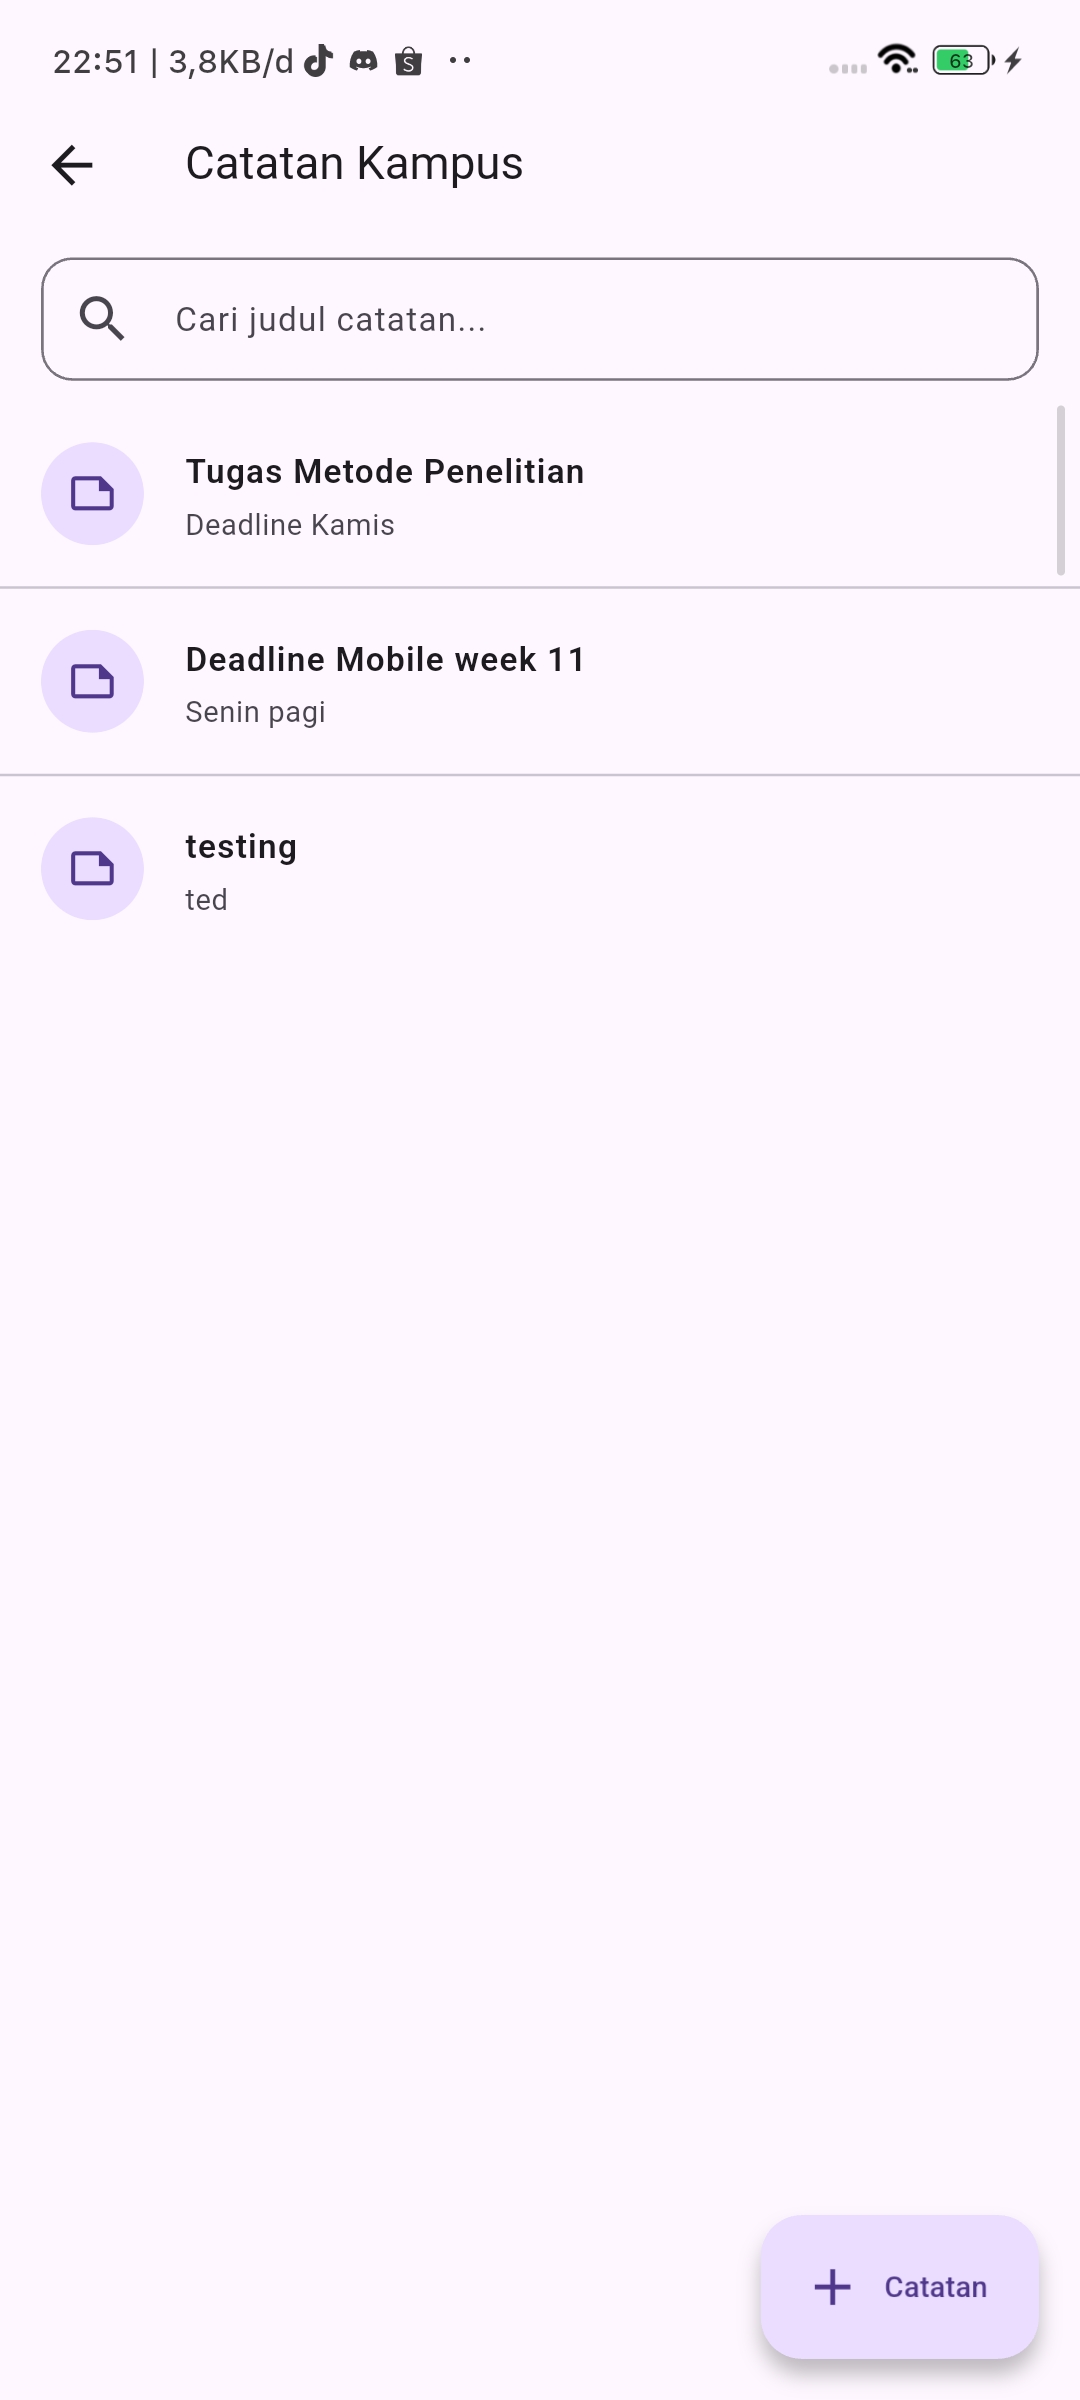 22:51 | 3,8KB/d
63
Catatan Kampus
Cari judul catatan...
Tugas Metode Penelitian
Deadline Kamis
Deadline Mobile week 11
Senin pagi
testing
ted
Catatan